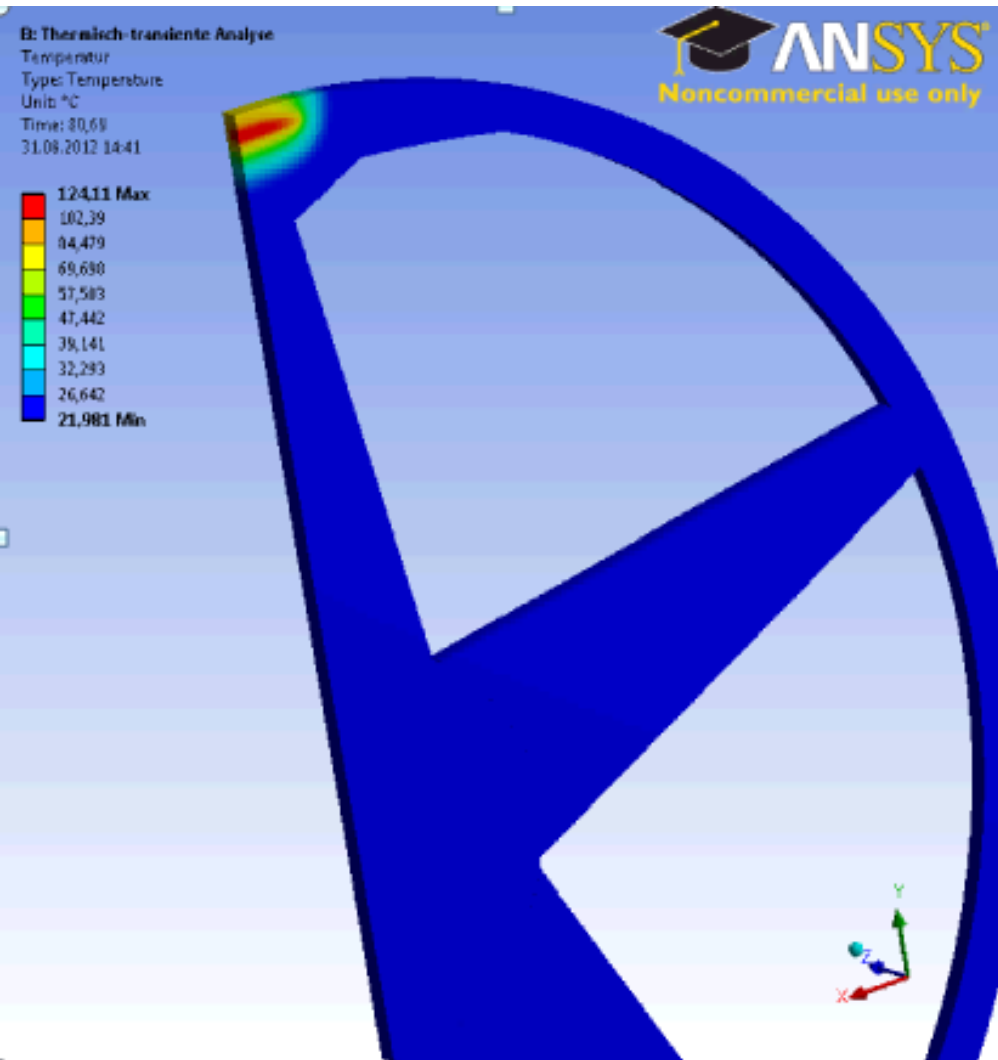 B: Thermisch-transiente Analyse
Temperatur
Type: Temperature
Unit: °C
Time: 80,69
31.08.2012 14:41
124,11 Max
102,39
84,479
69,698
57,503
47,442
39,141
32,293
26,642
21,981 Min
ANSYS
Noncommercial use only
Y
Z
X